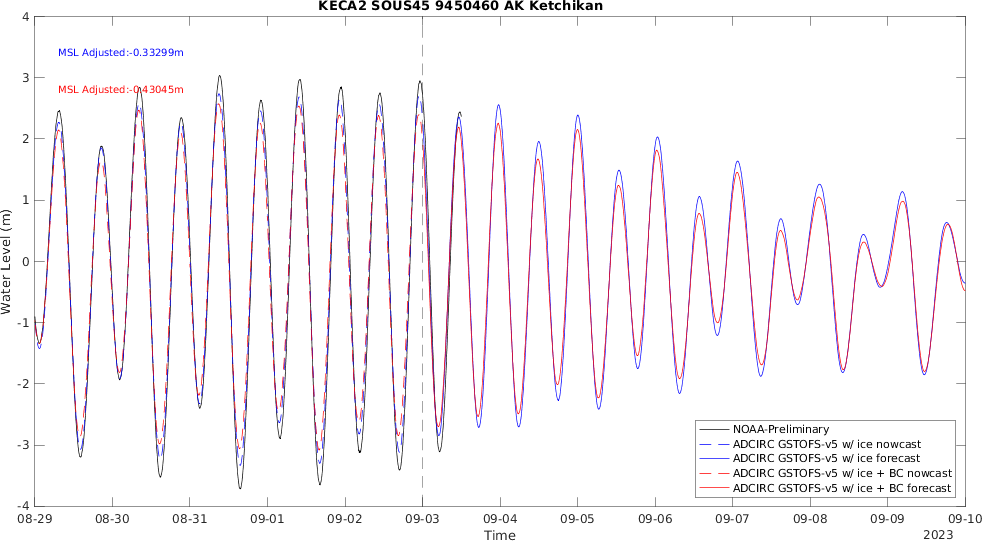 KECA2 SOUS45 9450460 AK Ketchikan
4
MSL Adjusted:-0.33299m
3
MSL Adjusted:-0.43045m
2
1
0
-1
-2
-3
-4
Water Level (m)
NOAA-Preliminary
ADCIRC GSTOFS-v5 w/ ice nowcast
ADCIRC GSTOFS-v5 w/ ice forecast
ADCIRC GSTOFS-v5 w/ ice + BC nowcast
ADCIRC GSTOFS-v5 w/ ice + BC forecast
08-29 08-30 08-31 09-01 09-02 09-03 09-04 09-05 09-06 09-07 09-08 09-09 09-10
Time
2023